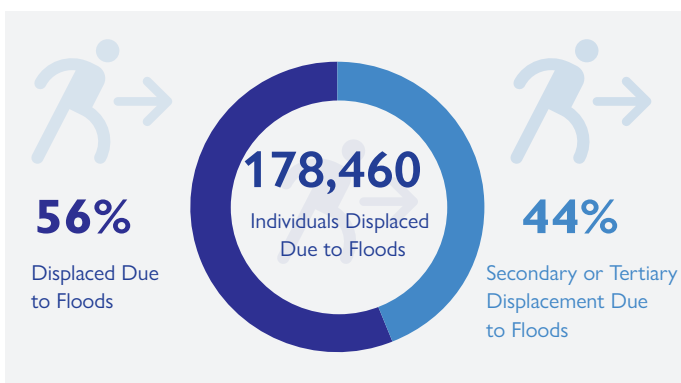 178,460
Individuals Displaced
Due to Floods
56%
Displaced Due
to Floods
44%
Secondary or Tertiary
Displacement Due
to Floods